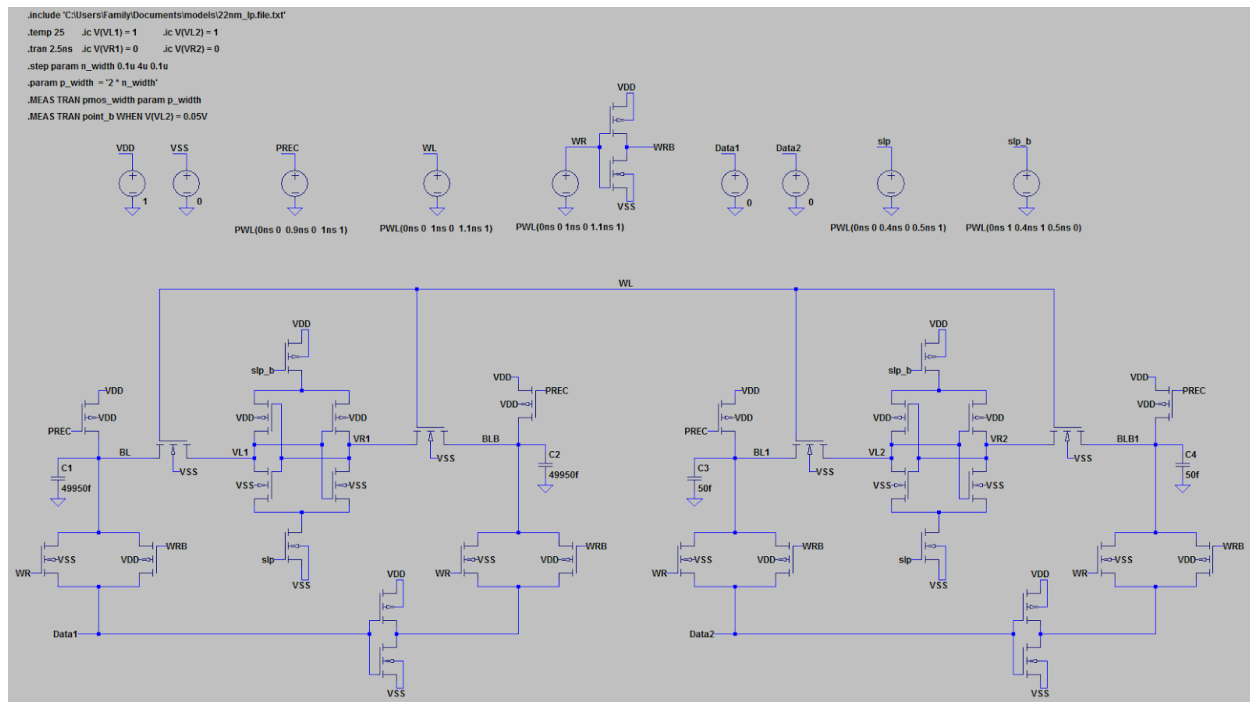 .include 'C:\Users\Family\Documents\models\22nm_lp.file.txt'
.temp 25 .ic V(VL1) = 1 .ic V(VL2) = 1
.tran 2.5ns .ic V(VR1) = 0 .ic V(VR2) = 0
.step param n_width 0.1u 4u 0.1u
.param p_width = '2 * n_width'
.MEAS TRAN pmos_width param p_width
.MEAS TRAN point_b WHEN V(VL2) = 0.05V
VDD
WR WRB
VSS
VDD VSS PREC WL Data1 Data2 slp slp_b
1 0 0 0
PWL(0ns 0 0.9ns 0 1ns 1) PWL(0ns 0 1ns 0 1.1ns 1) PWL(0ns 0 1ns 0 1.1ns 1) PWL(0ns 0 0.4ns 0 0.5ns 1) PWL(0ns 1 0.4ns 1 0.5ns 0)
WL
VDD VDD
slp_b slp_b
VDD VDD PREC VDD VDD PREC
VDD VDD VDD VDD VDD VDD VDD VDD
PREC PREC
BL VL1 VR1 BLB BL1 VL2 VR2 BLB1
VSS VSS VSS VSS
C1 C2 C3 C4
49950f 49950f 50f 50f
VSS VSS VSS VSS
slp slp
VSS VSS
WRB WRB WRB WRB
VSS VDD VSS VDD VSS VDD VSS VDD
WR WR WR WR
VDD VDD
Data1 Data2
VSS VSS